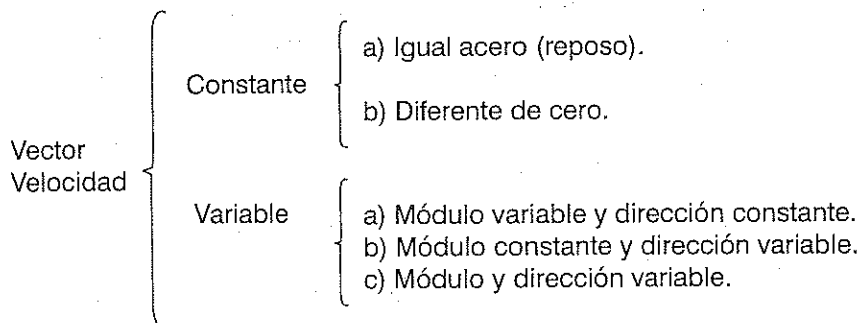 a) Igual acero (reposo).
Constante
b) Diferente de cero.
Vector
Velocidad
Variable
a) Módulo variable y dirección constante.
b) Módulo constante y dirección variable.
c) Módulo y dirección variable.